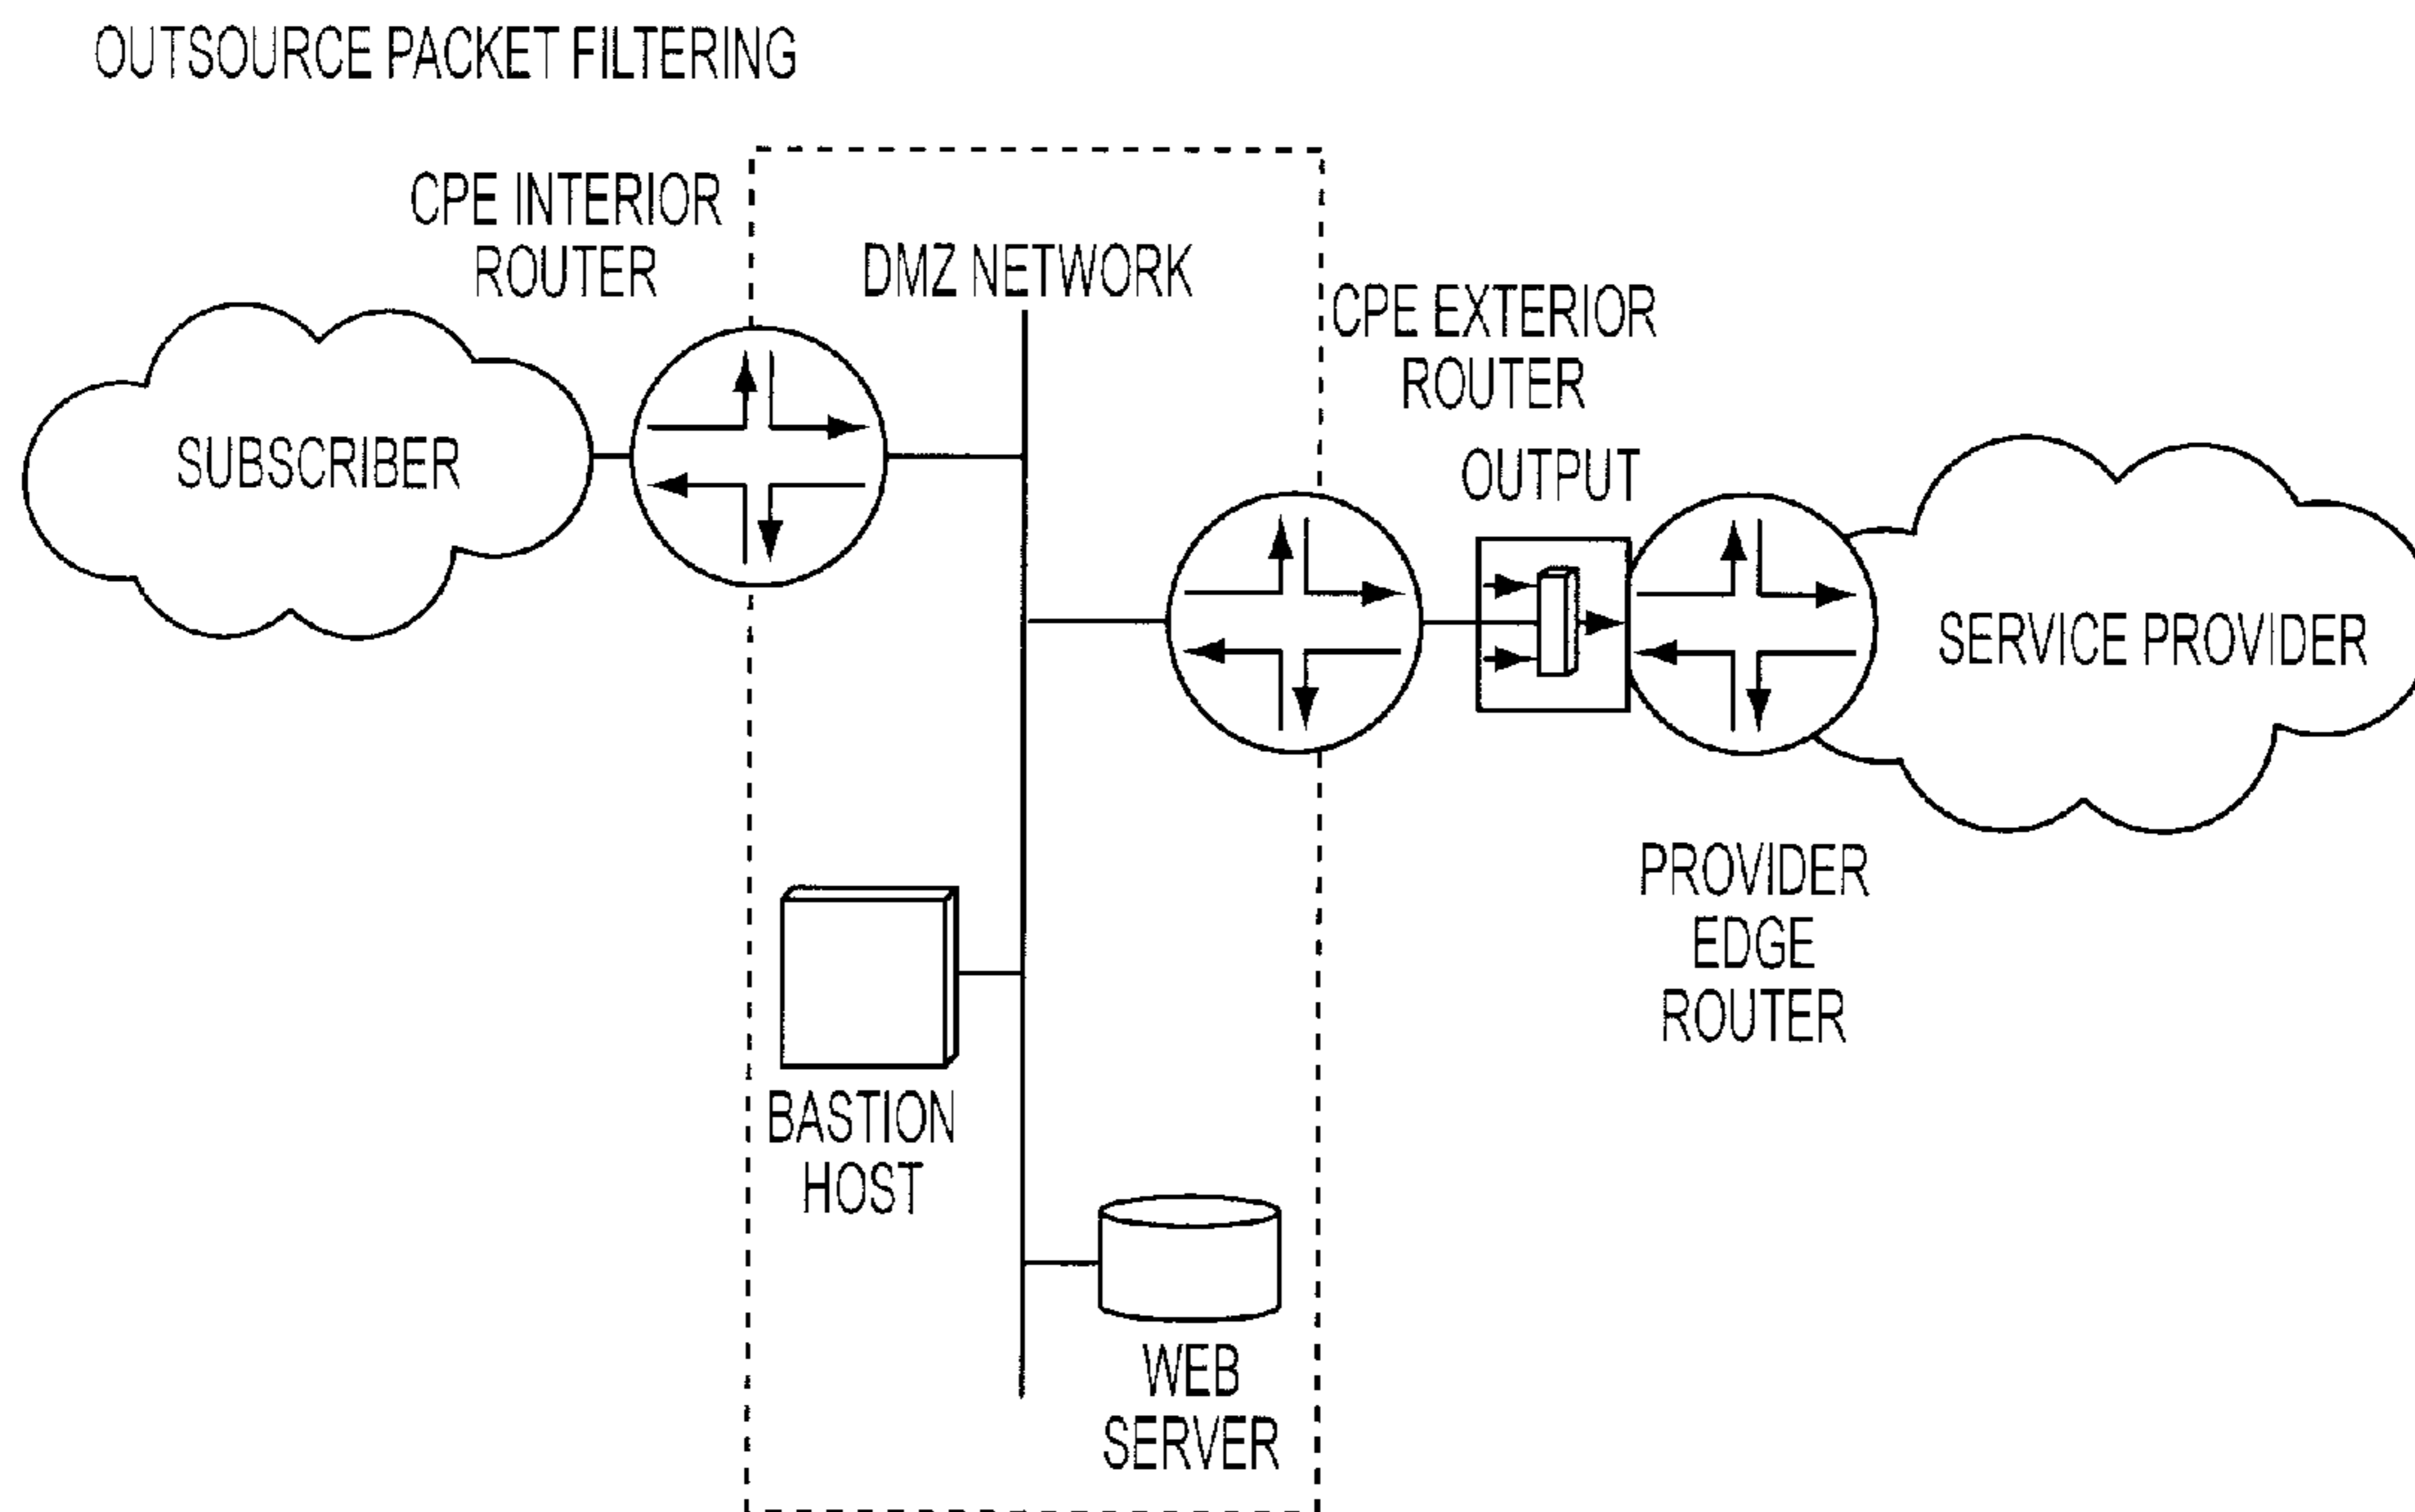 OUTSOURCE PACKET FILTERING
CPE INTERIOR
ROUTER
DMZ NETWORK
CPE EXTERIOR
ROUTER
OUTPUT
SUBSCRIBER
SERVICE PROVIDER
PROVIDER
EDGE
ROUTER
BASTION
HOST
WEB
SERVER